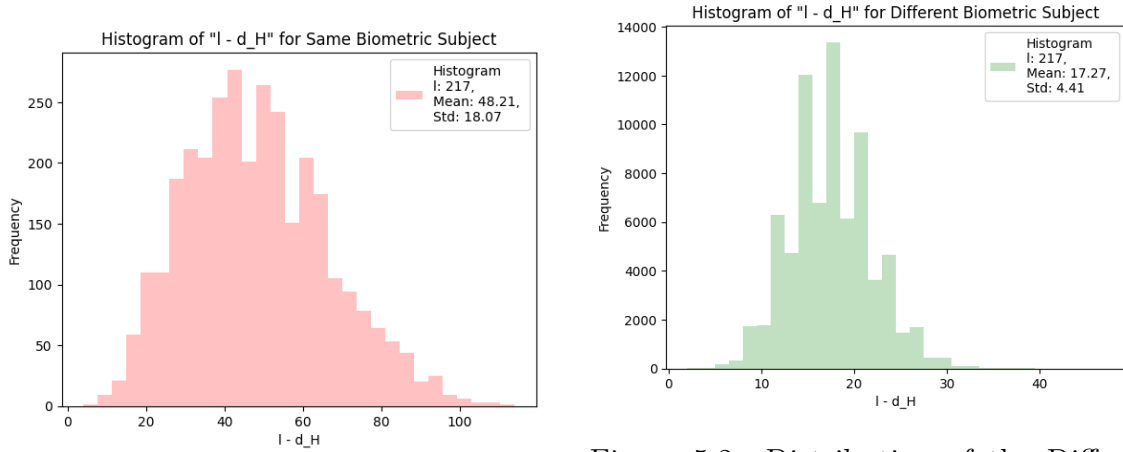 Histogram of "l - d_H" for Same Biometric Subject
Histogram
l: 217,
Mean: 48.21,
Std: 18.07
250
200
150
100
50
0
Frequency
0 20 40 60 80 100
l - d_H
Histogram of "l - d_H" for Different Biometric Subject
Histogram
l: 217,
Mean: 17.27,
Std: 4.41
14000
12000
10000
8000
6000
4000
2000
0
Frequency
0 10 20 30 40
l - d_H